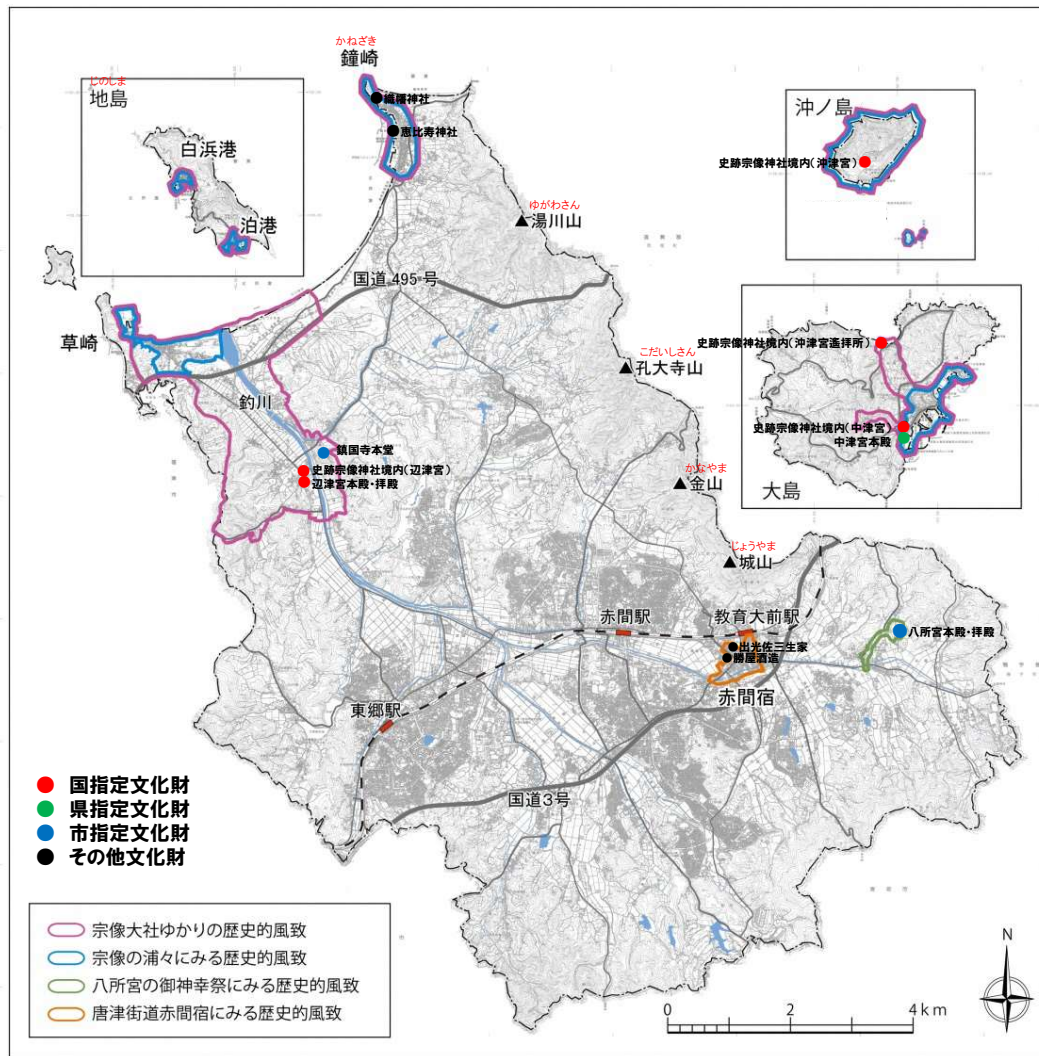 かねざき
鐘崎
織幡神社
恵比寿神社
じのしま
地島
白浜港
泊港
沖ノ島
史跡宗像神社境内(沖津宮)
ゆがわさん
▲湯川山
国道495号
草崎
釣川
こだいしさん
▲孔大寺山
史跡宗像神社境内(沖津宮遙拝所)
史跡宗像神社境内(中津宮)
中津宮本殿
大島
鎮国寺本堂
史跡宗像神社境内(辺津宮)
辺津宮本殿・拝殿
かなやま
▲金山
じょうやま
▲城山
赤間駅
教育大前駅
八所宮本殿・拝殿
出光佐三生家
勝屋酒造
赤間宿
東郷駅
国道3号
国指定文化財
県指定文化財
市指定文化財
その他文化財
宗像大社ゆかりの歴史的風致
宗像の浦々にみる歴史的風致
八所宮の御神幸祭にみる歴史的風致
唐津街道赤間宿にみる歴史的風致
N
0 2 4km